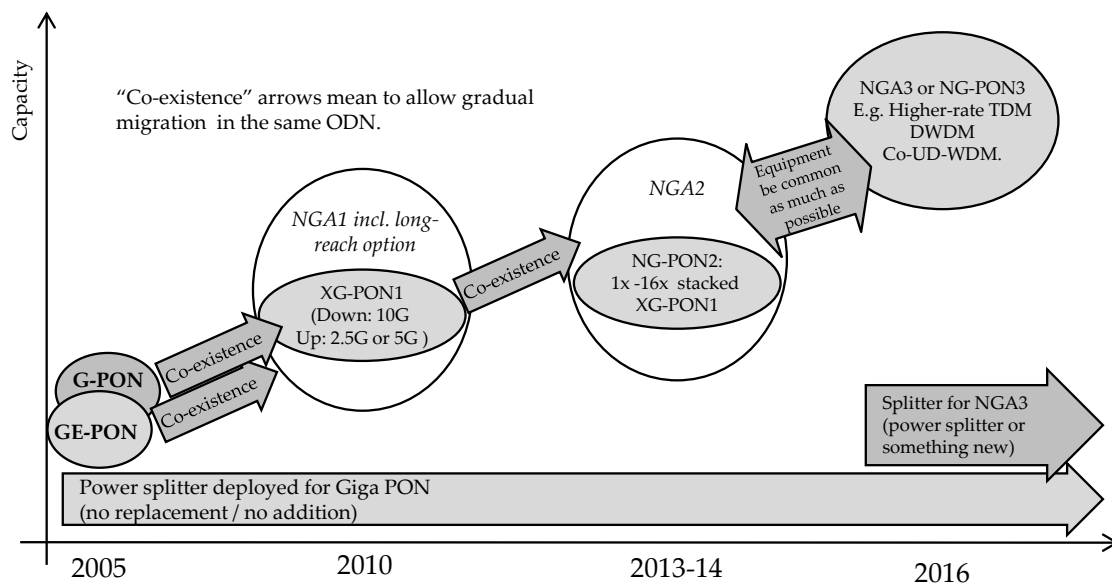 Capacity
“Co-existence” arrows mean to allow gradual
migration in the same ODN.
NGA3 or NG-PON3
E.g. Higher-rate TDM
DWDM
Co-UD-WDM.
Equipment
be common
as much as
possible
NGA2
NG-PON2:
1x -16x stacked
XG-PON1
Co-existence
NGA1 incl. long-
reach option
XG-PON1
(Down: 10G
Up: 2.5G or 5G )
Co-existence
Co-existence
G-PON
GE-PON
Splitter for NGA3
(power splitter or
something new)
Power splitter deployed for Giga PON
(no replacement / no addition)
2005
2010
2013-14
2016